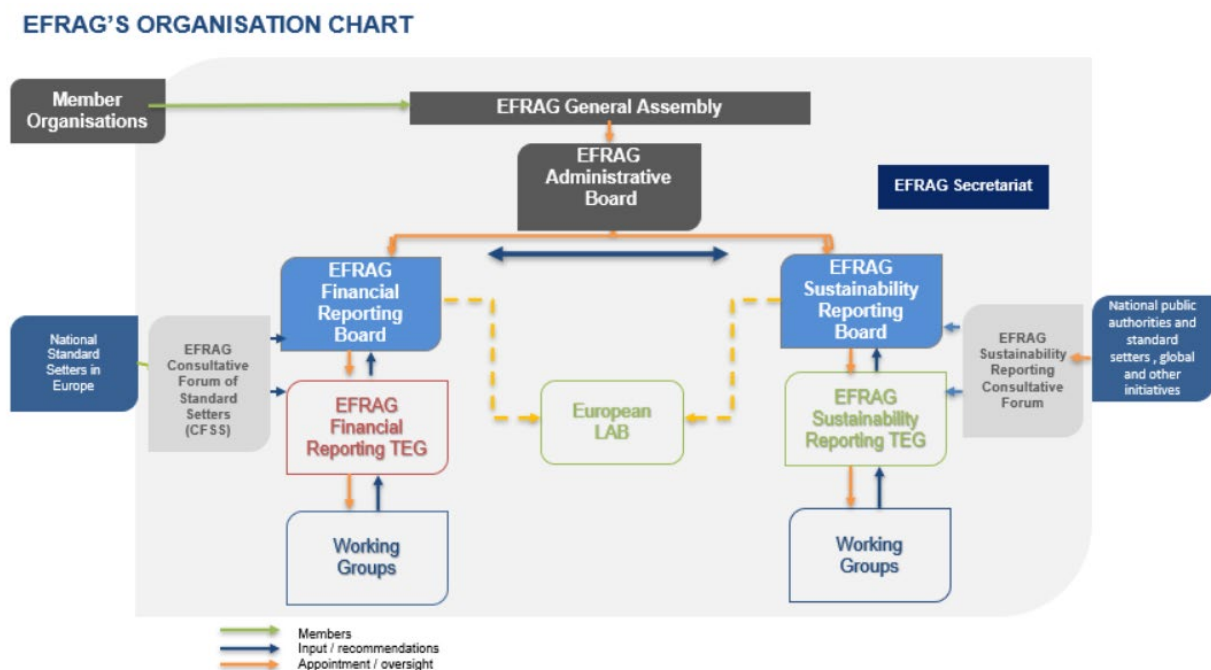 EFRAG'S ORGANISATION CHART
Member
Organisations
EFRAG General Assembly
EFRAG
Administrative
Board
EFRAG Secretariat
EFRAG
Financial
Reporting
Board
EFRAG
Sustainability
Reporting
Board
National
Standard
Setters in
Europe
EFRAG
Consultative
Forum of
Standard
Setters
(CFSS)
EFRAG
Financial
Reporting TEG
European
LAB
EFRAG
Sustainability
Reporting TEG
EFRAG
Sustainability
Reporting
Consultative
Forum
National public
authorities and
standard
setters , global
and other
initiatives
Working
Groups
Working
Groups
Members
Input / recommendations
Appointment / oversight